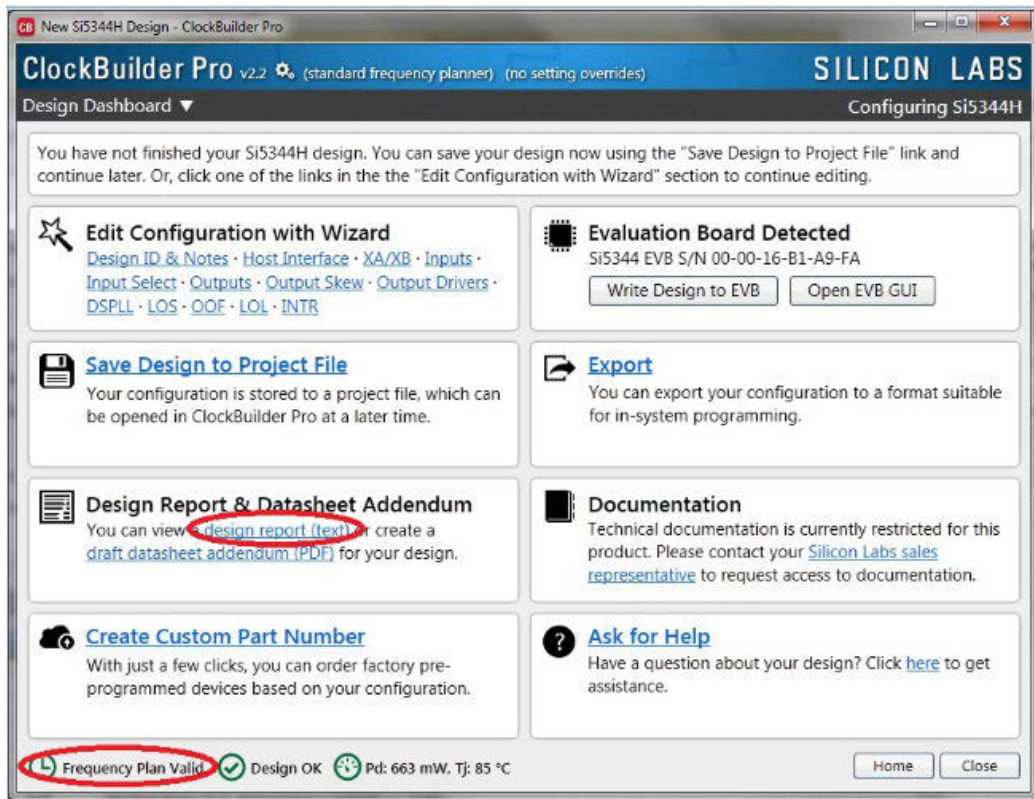 CB New Si5344H Design - ClockBuilder Pro
ClockBuilder Pro v2.2 (standard frequency planner) (no setting overrides) SILICON LABS
Design Dashboard ▼ Configuring Si5344H
You have not finished your Si5344H design. You can save your design now using the "Save Design to Project File" link and
continue later. Or, click one of the links in the the "Edit Configuration with Wizard" section to continue editing.
Edit Configuration with Wizard
Design ID & Notes · Host Interface · XA/XB · Inputs ·
Input Select · Outputs · Output Skew · Output Drivers ·
DSPLL · LOS · OOF · LOL · INTR
Evaluation Board Detected
Si5344 EVB S/N 00-00-16-B1-A9-FA
Write Design to EVB Open EVB GUI
Save Design to Project File
Your configuration is stored to a project file, which can
be opened in ClockBuilder Pro at a later time.
Export
You can export your configuration to a format suitable
for in-system programming.
Design Report & Datasheet Addendum
You can view a design report (text) or create a
draft datasheet addendum (PDF) for your design.
Documentation
Technical documentation is currently restricted for this
product. Please contact your Silicon Labs sales
representative to request access to documentation.
Create Custom Part Number
With just a few clicks, you can order factory pre-
programmed devices based on your configuration.
? Ask for Help
Have a question about your design? Click here to get
assistance.
Frequency Plan Valid Design OK Pd: 663 mW, Tj: 85 °C Home Close